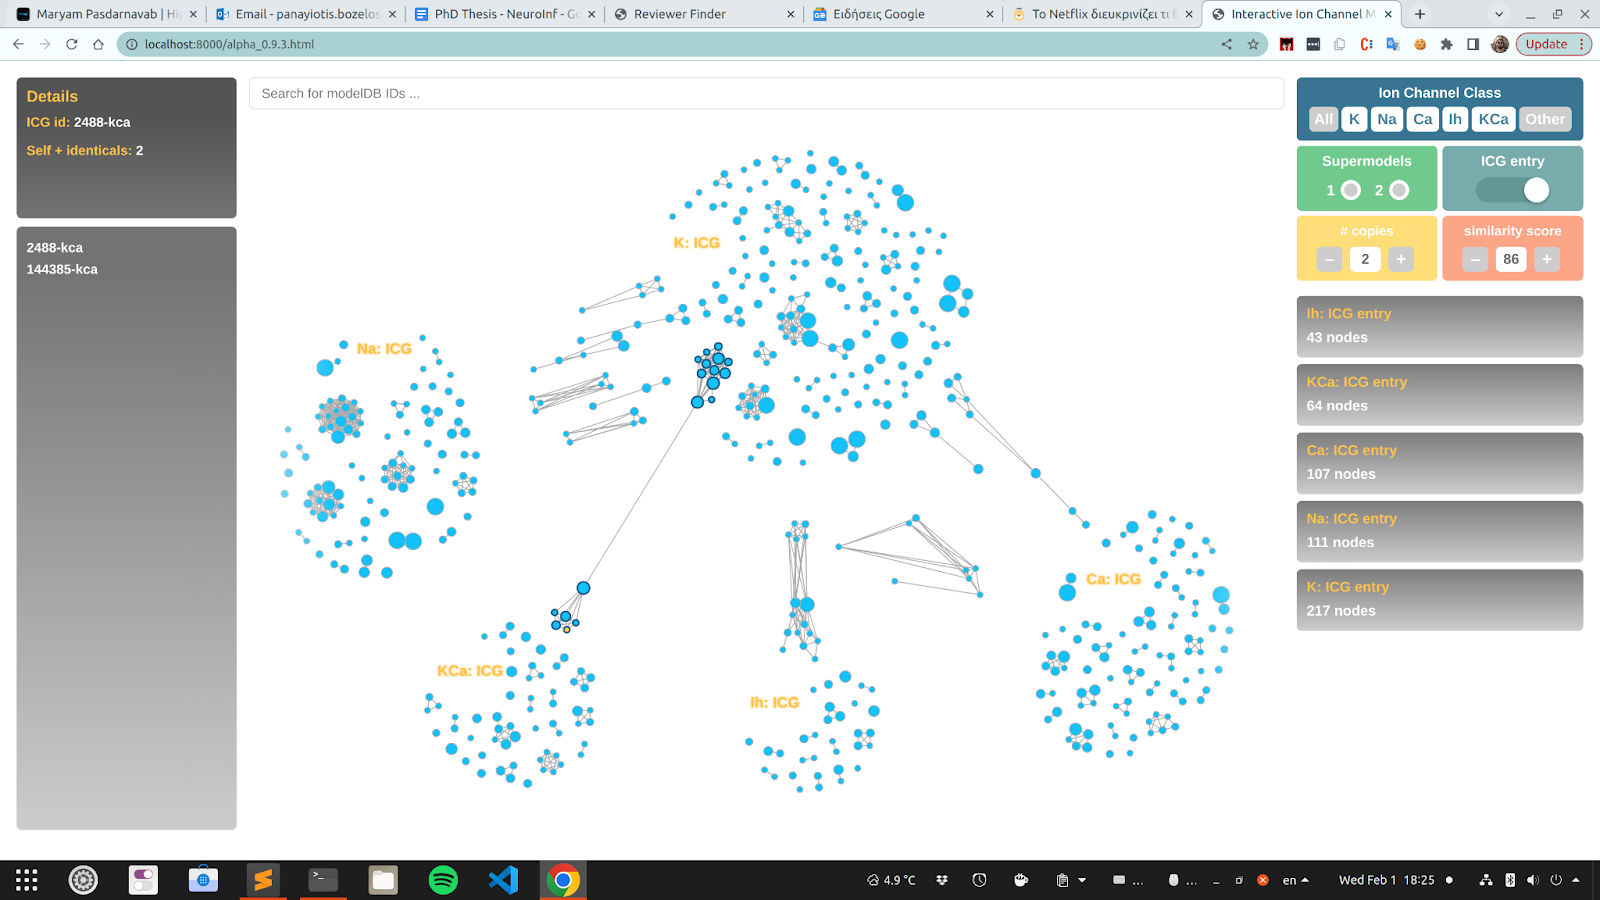 Maryam Pasdarnavab | Hi
Email - panayiotis.bozelos
PhD Thesis - NeuroInf - Go
Reviewer Finder
Ειδήσεις Google
Το Netflix διευκρινίζει τι
Interactive Ion Channel M
localhost:8000/alpha_0.9.3.html
Update
Details
ICG id: 2488-kca
Self + identicals: 2
2488-kca
144385-kca
Search for modelDB IDs ...
K: ICG
Na: ICG
Ca: ICG
KCa: ICG
Ih: ICG
Ion Channel Class
All K Na Ca Ih KCa Other
Supermodels
1 2
ICG entry
# copies
– 2 +
similarity score
– 86 +
Ih: ICG entry
43 nodes
KCa: ICG entry
64 nodes
Ca: ICG entry
107 nodes
Na: ICG entry
111 nodes
K: ICG entry
217 nodes
4.9 °C
...
...
en
Wed Feb 1 18:25